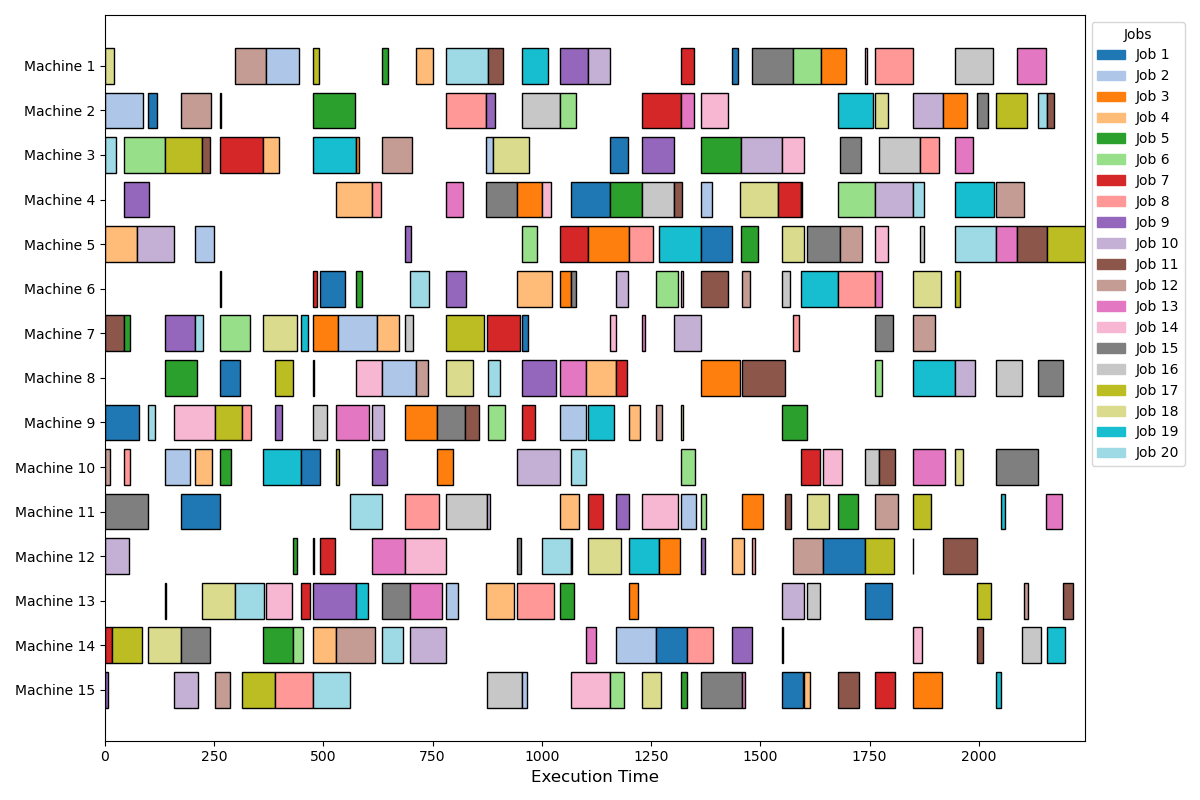 Machine 1
Machine 2
Machine 3
Machine 4
Machine 5
Machine 6
Machine 7
Machine 8
Machine 9
Machine 10
Machine 11
Machine 12
Machine 13
Machine 14
Machine 15
0 250 500 750 1000 1250 1500 1750 2000
Execution Time
Jobs
Job 1
Job 2
Job 3
Job 4
Job 5
Job 6
Job 7
Job 8
Job 9
Job 10
Job 11
Job 12
Job 13
Job 14
Job 15
Job 16
Job 17
Job 18
Job 19
Job 20